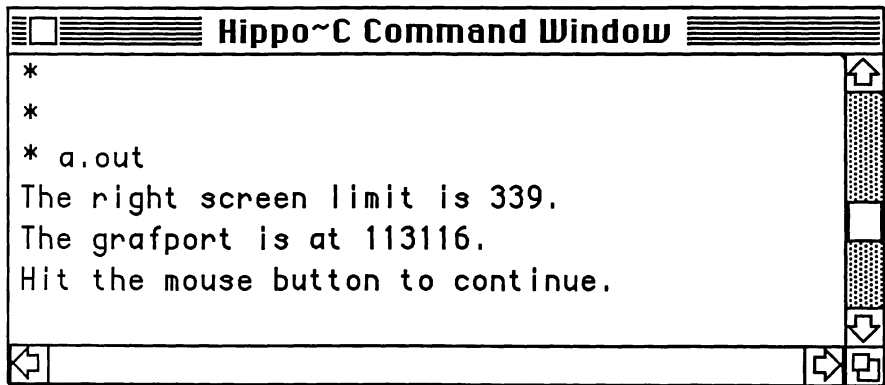 Hippo~C Command Window
*
*
* a.out
The right screen limit is 339.
The grafport is at 113116.
Hit the mouse button to continue.